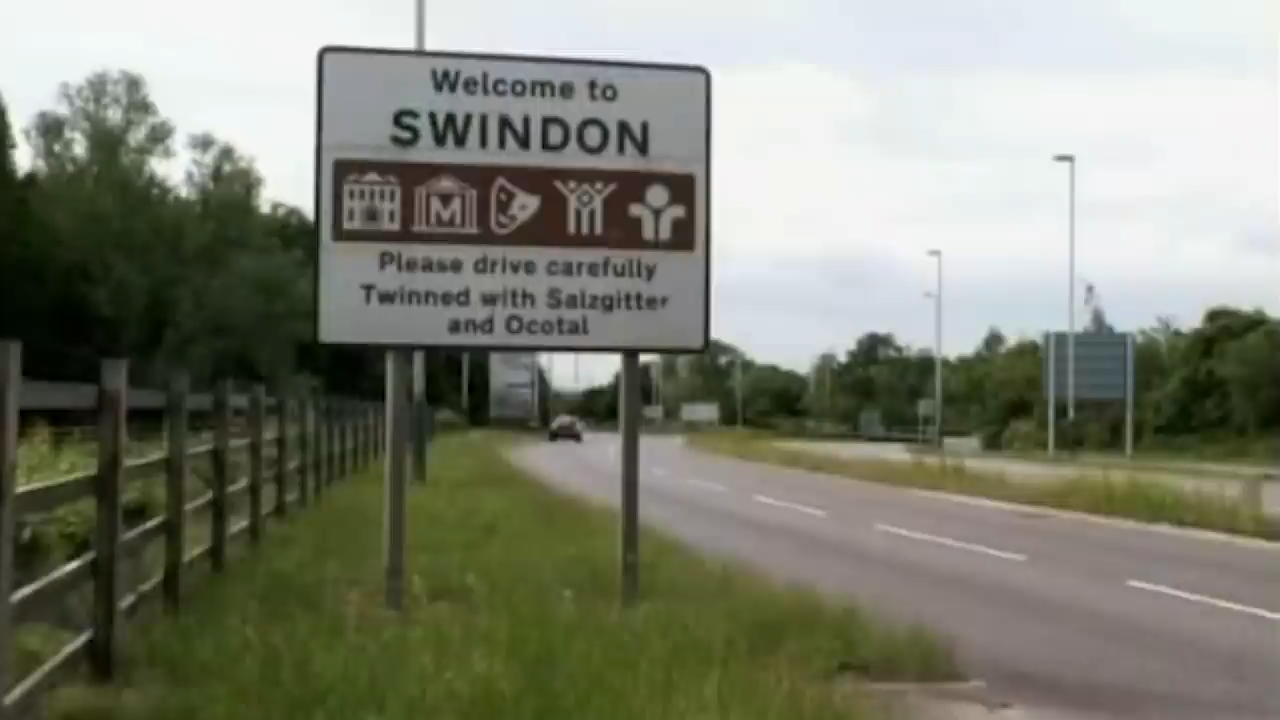 Welcome to
SWINDON
M
Please drive carefully
Twinned with Salzgitter
and Ocotal